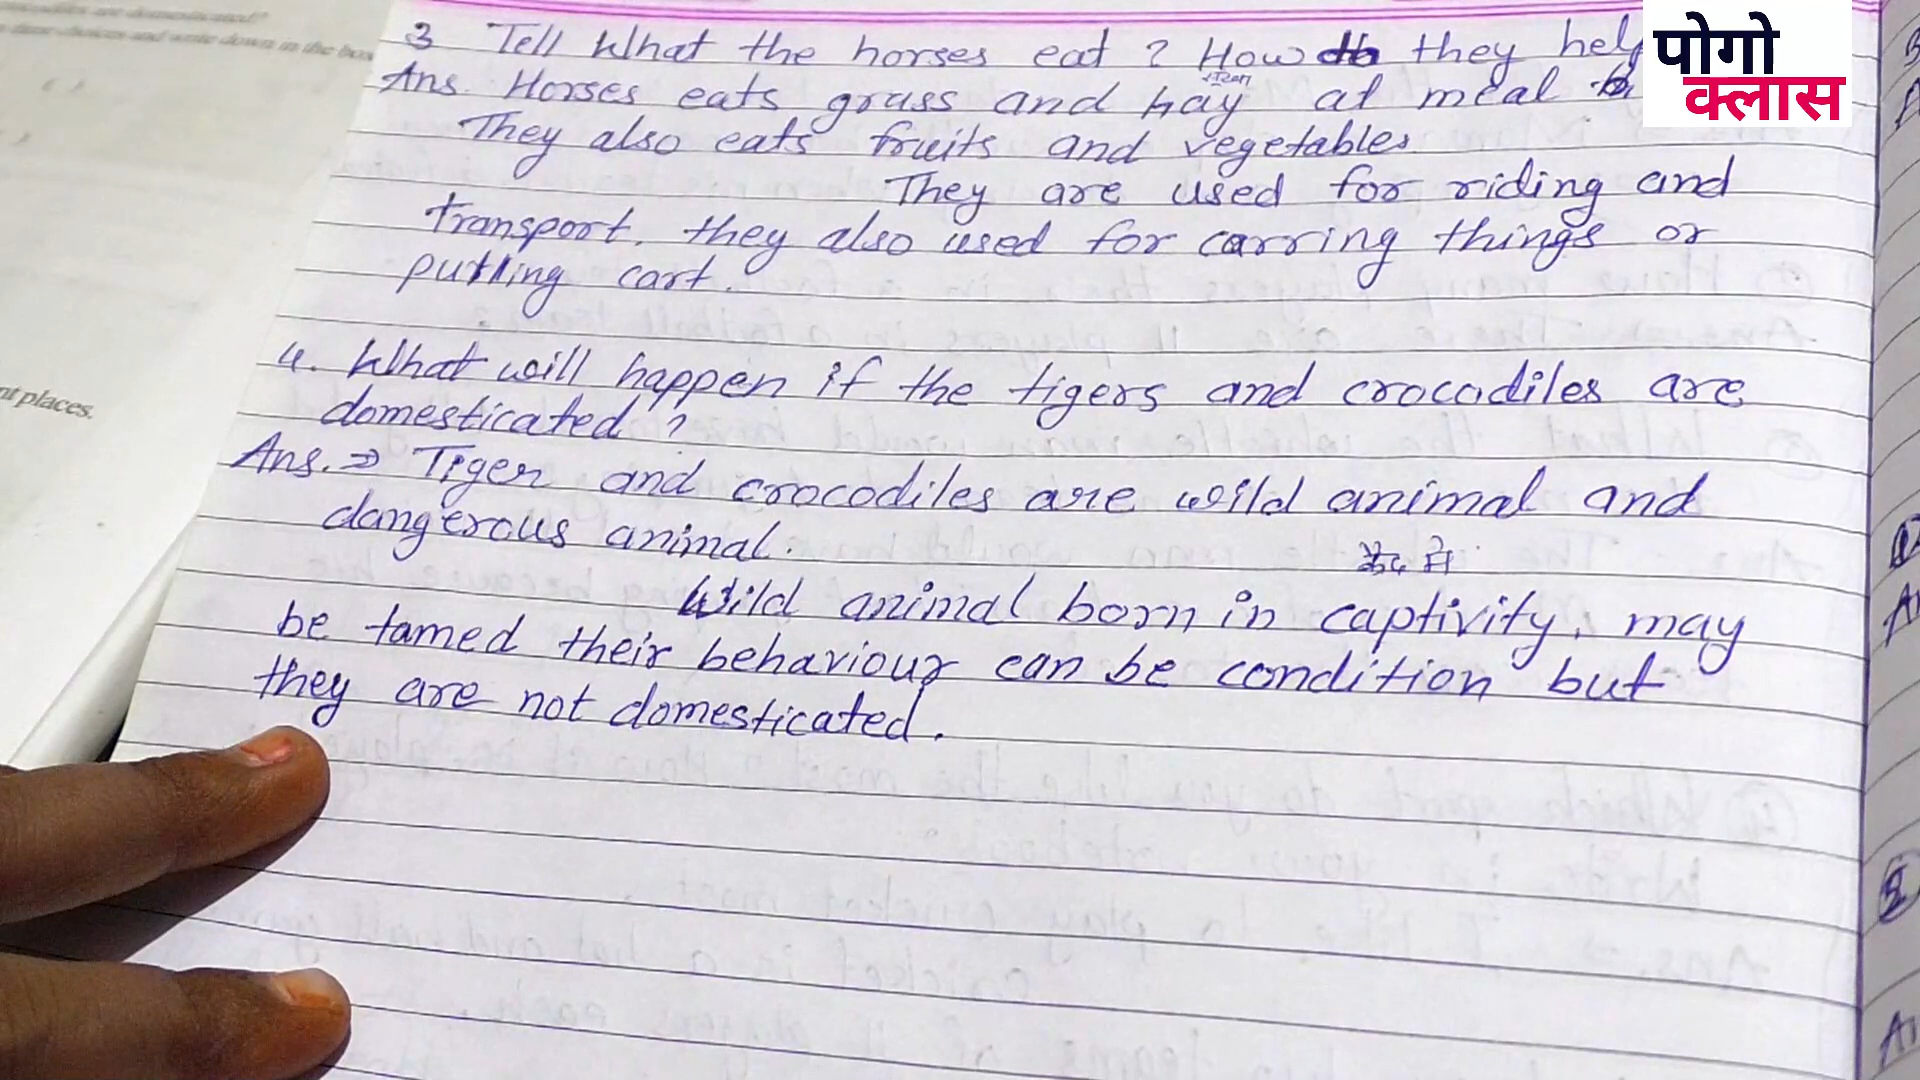 3 Tell What the horses eat ? How do they hel
Ans. Horses eats grass and hay at meal
They also eats fruits and vegetables
They are used for riding and
transport. they also used for carring things or
putling cart.
4. What will happen if the tigers and crocodiles are
domesticated ?
Ans. ⇒ Tiger and crocodiles are wild animal and
dangerous animal.
कैद में
Wild animal born in captivity, may
be tamed their behaviour can be condition but
they are not domesticated.
nt places.
पोगो
क्लास